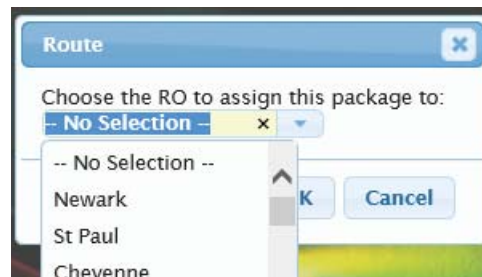 Route
Choose the RO to assign this package to:
-- No Selection --
-- No Selection --
Newark
K Cancel
St Paul
Cheyenne